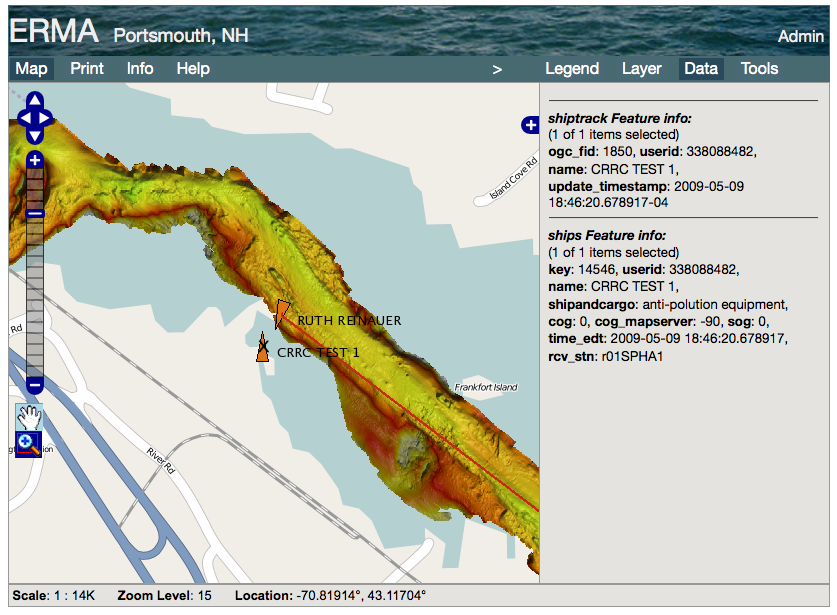 ERMA Portsmouth, NH
Admin
Map Print Info Help >
Legend Layer Data Tools
shiptrack Feature info:
(1 of 1 items selected)
ogc_fid: 1850, userid: 338088482,
name: CRRC TEST 1,
update_timestamp: 2009-05-09
18:46:20.678917-04
ships Feature info:
(1 of 1 items selected)
key: 14546, userid: 338088482,
name: CRRC TEST 1,
shipandcargo: anti-polution equipment,
cog: 0, cog_mapserver: -90, sog: 0,
time_edt: 2009-05-09 18:46:20.678917,
rcv_stn: r01SPHA1
Island Cove Rd
RUTH REINAUER
CRRC TEST 1
Rd
Frankfort Island
River Rd
Scale: 1 : 14K Zoom Level: 15 Location: -70.81914°, 43.11704°